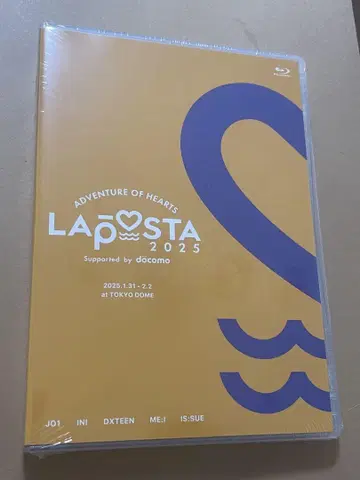 ADVENTURE OF HEARTS
LAPOSTA
2025
Supported by döcomo
2025.1.31 - 2.2
at TOKYO DOME
JO1 INI DXTEEN ME:I IS:SUE